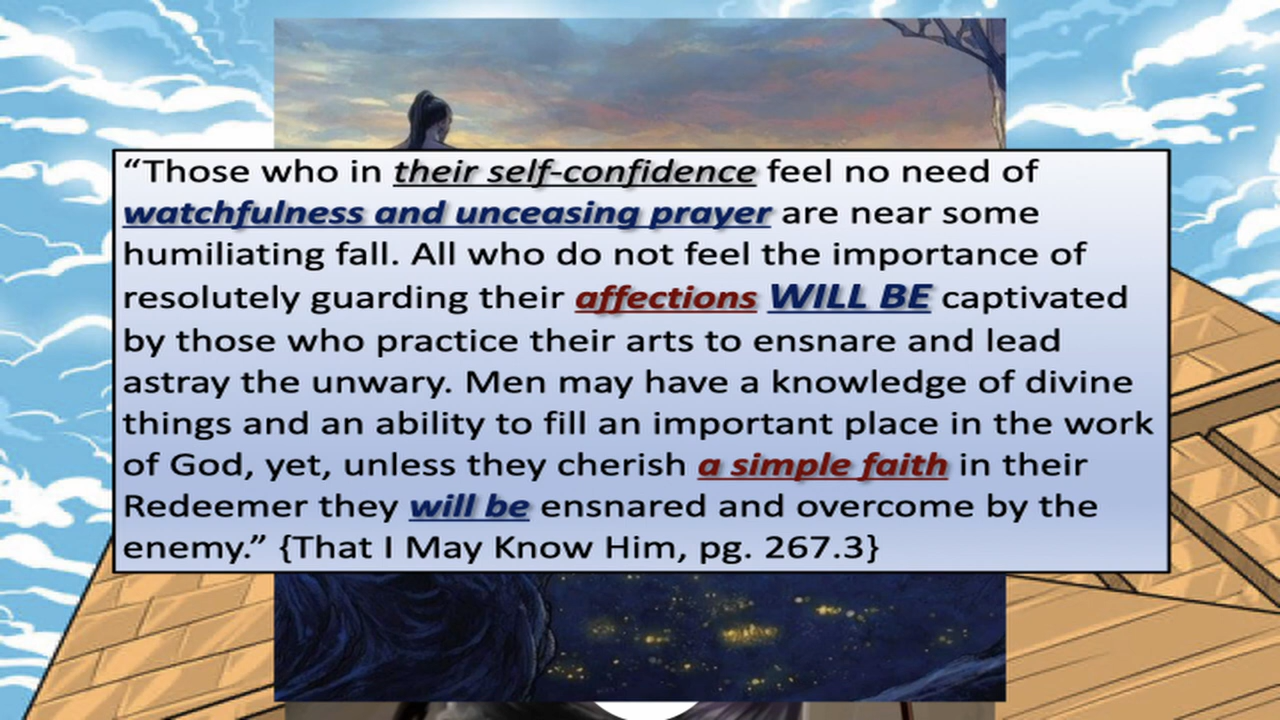 “Those who in their self-confidence feel no need of
watchfulness and unceasing prayer are near some
humiliating fall. All who do not feel the importance of
resolutely guarding their affections WILL BE captivated
by those who practice their arts to ensnare and lead
astray the unwary. Men may have a knowledge of divine
things and an ability to fill an important place in the work
of God, yet, unless they cherish a simple faith in their
Redeemer they will be ensnared and overcome by the
enemy.” {That I May Know Him, pg. 267.3}